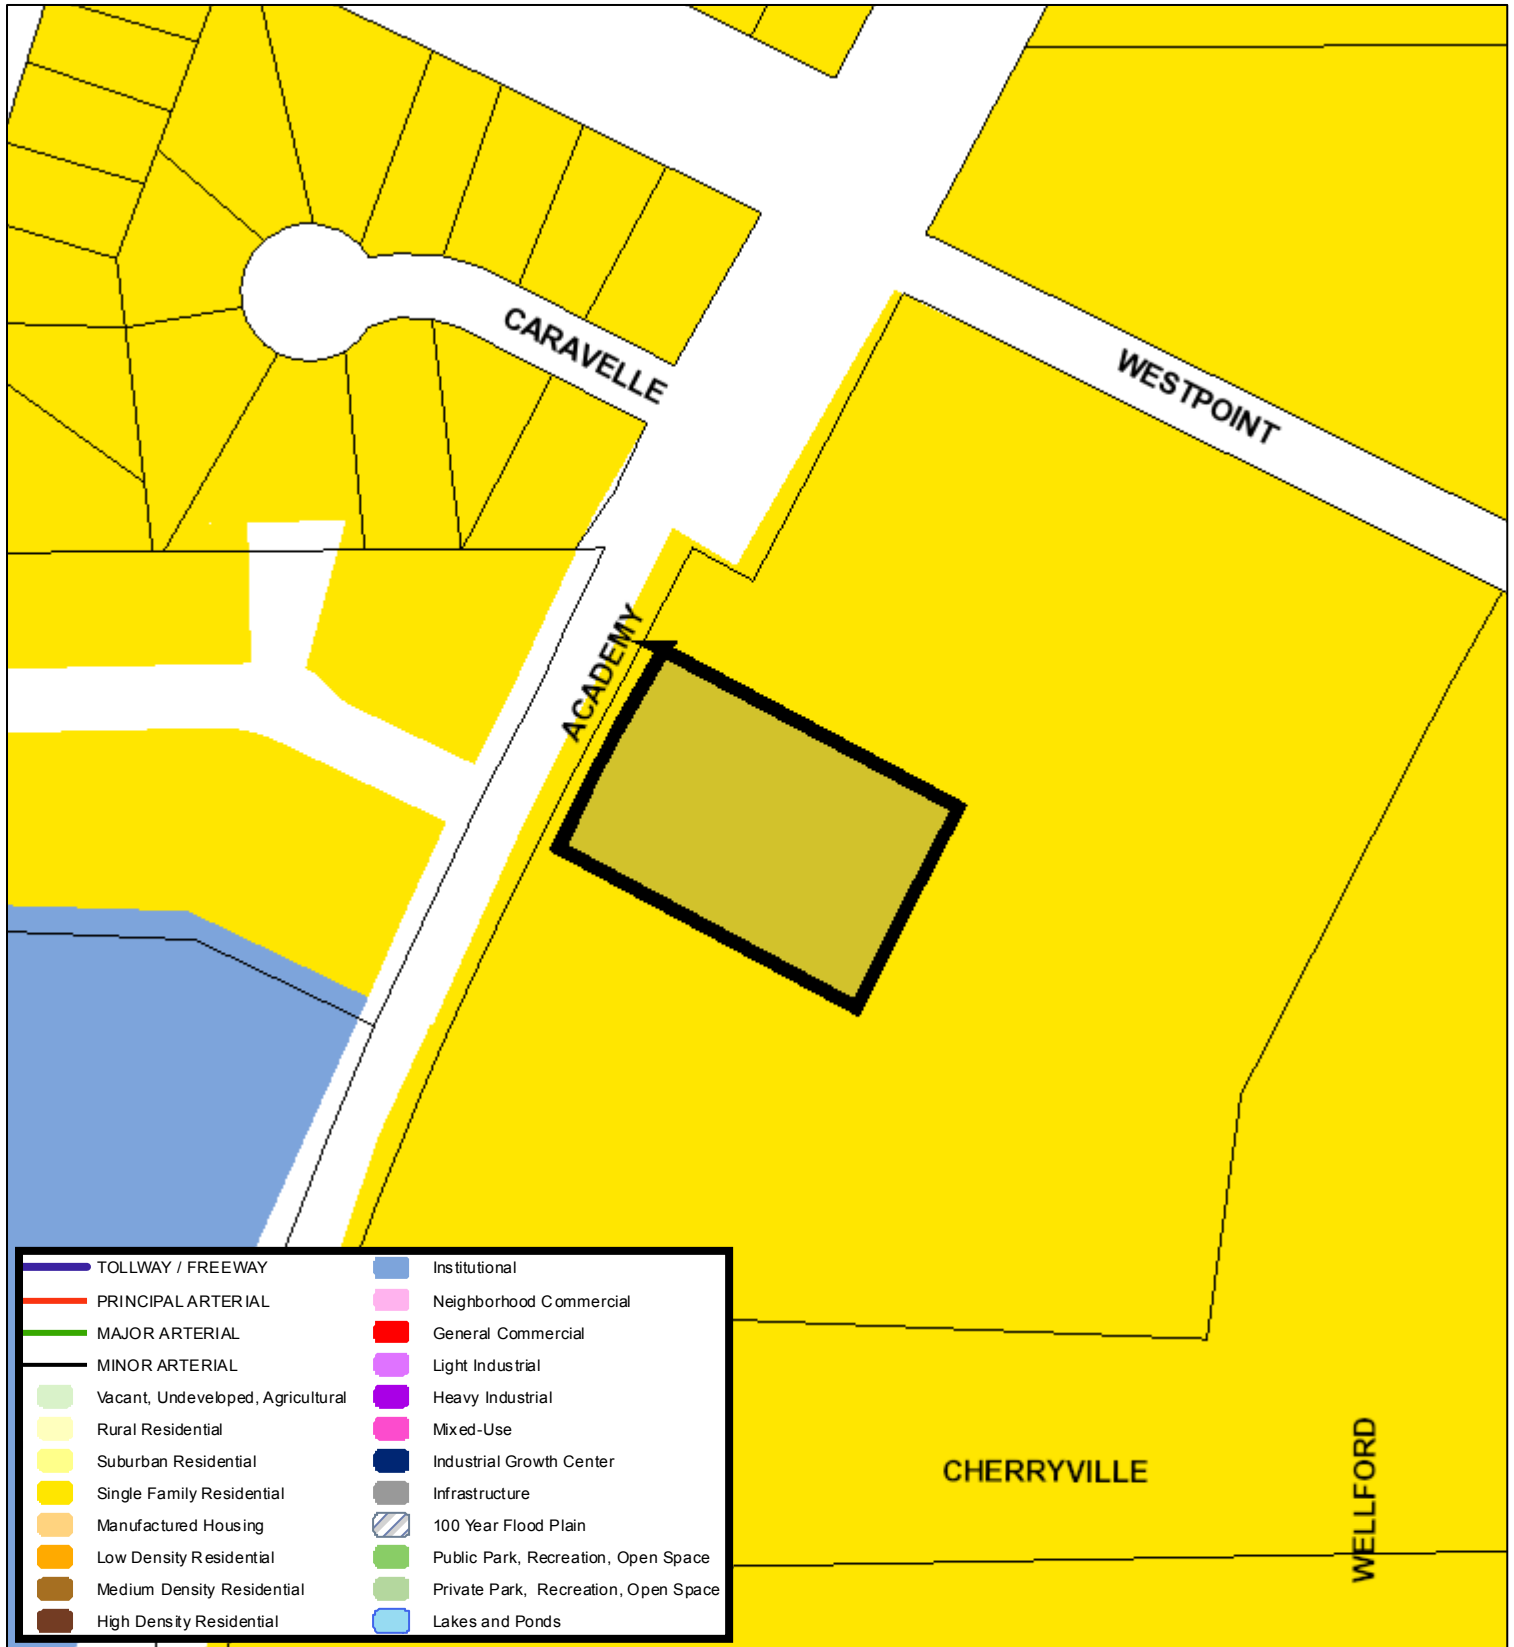 CARAVELLE
WESTPOINT
ACADEMY
TOLLWAY / FREEWAY
PRINCIPAL ARTERIAL
MAJOR ARTERIAL
MINOR ARTERIAL
Vacant, Undeveloped, Agricultural
Rural Residential
Suburban Residential
Single Family Residential
Manufactured Housing
Low Density Residential
Medium Density Residential
High Density Residential
Institutional
Neighborhood Commercial
General Commercial
Light Industrial
Heavy Industrial
Mixed-Use
Industrial Growth Center
Infrastructure
100 Year Flood Plain
Public Park, Recreation, Open Space
Private Park, Recreation, Open Space
Lakes and Ponds
CHERRYVILLE
WELLFORD